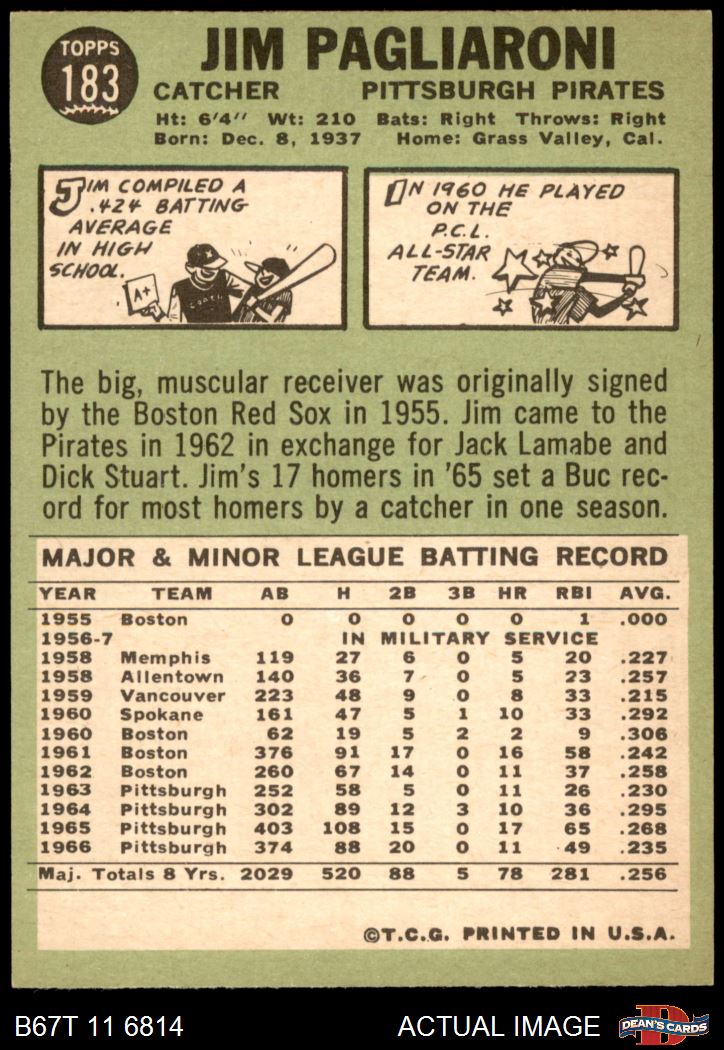 TOPPS
183
JIM PAGLIARONI
CATCHER PITTSBURGH PIRATES
Ht: 6'4" Wt: 210 Bats: Right Throws: Right
Born: Dec. 8, 1937 Home: Grass Valley, Cal.
JIM COMPILED A
.424 BATTING
AVERAGE
IN HIGH
SCHOOL.
A+
COACH
IN 1960 HE PLAYED
ON THE
P.C.L.
ALL-STAR
TEAM.
The big, muscular receiver was originally signed
by the Boston Red Sox in 1955. Jim came to the
Pirates in 1962 in exchange for Jack Lamabe and
Dick Stuart. Jim's 17 homers in '65 set a Buc rec-
ord for most homers by a catcher in one season.
MAJOR & MINOR LEAGUE BATTING RECORD
YEAR TEAM AB H 2B 3B HR RBI AVG.
1955 Boston 0 0 0 0 0 1 .000
1956-7 IN MILITARY SERVICE
1958 Memphis 119 27 6 0 5 20 .227
1958 Allentown 140 36 7 0 5 23 .257
1959 Vancouver 223 48 9 0 8 33 .215
1960 Spokane 161 47 5 1 10 33 .292
1960 Boston 62 19 5 2 2 9 .306
1961 Boston 376 91 17 0 16 58 .242
1962 Boston 260 67 14 0 11 37 .258
1963 Pittsburgh 252 58 5 0 11 26 .230
1964 Pittsburgh 302 89 12 3 10 36 .295
1965 Pittsburgh 403 108 15 0 17 65 .268
1966 Pittsburgh 374 88 20 0 11 49 .235
Maj. Totals 8 Yrs. 2029 520 88 5 78 281 .256
©T.C.G. PRINTED IN U.S.A.
B67T 11 6814 ACTUAL IMAGE
D
DEAN'S CARDS